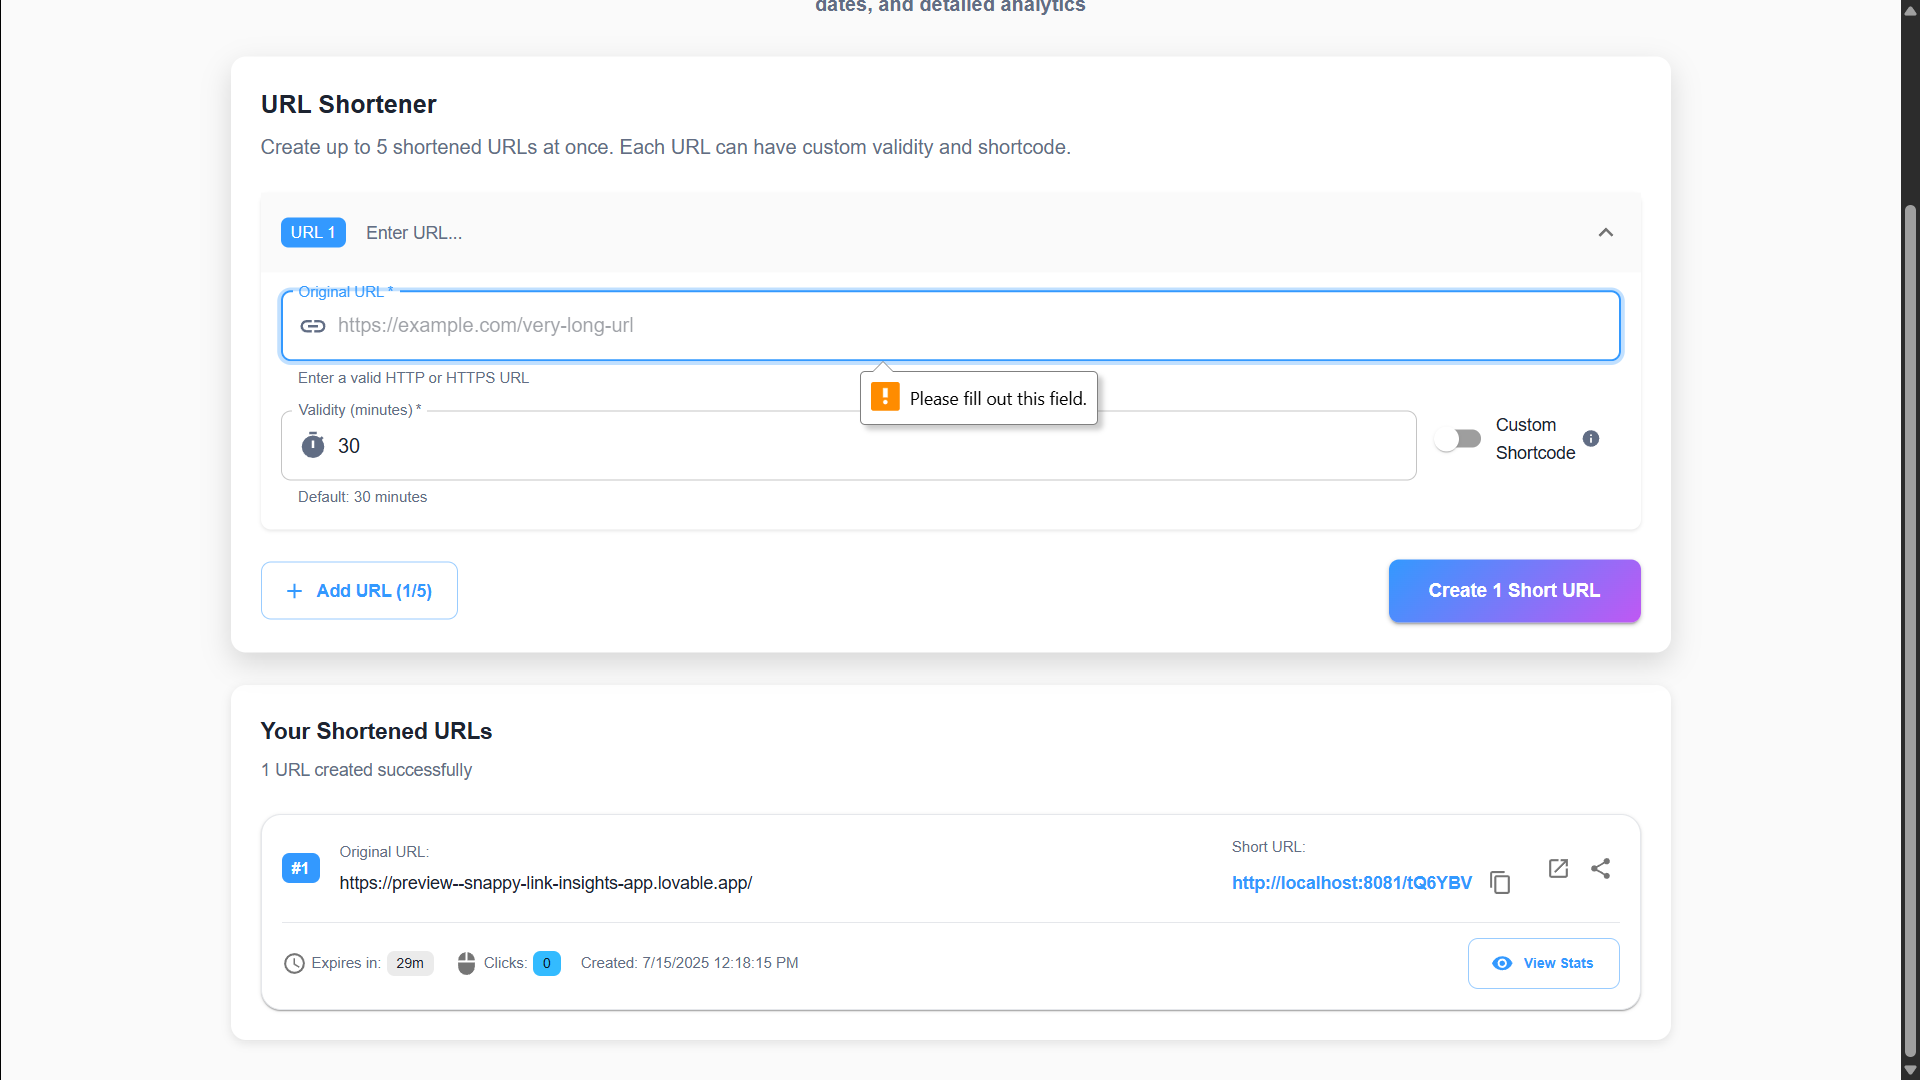 dates, and detailed analytics
URL Shortener
Create up to 5 shortened URLs at once. Each URL can have custom validity and shortcode.
URL 1 Enter URL...
Original URL *
https://example.com/very-long-url
Enter a valid HTTP or HTTPS URL
Please fill out this field.
Validity (minutes) *
30
Custom
Shortcode
Default: 30 minutes
Add URL (1/5)
Create 1 Short URL
Your Shortened URLs
1 URL created successfully
#1
Original URL:
https://preview--snappy-link-insights-app.lovable.app/
Short URL:
http://localhost:8081/tQ6YBV
Expires in: 29m Clicks: 0 Created: 7/15/2025 12:18:15 PM
View Stats